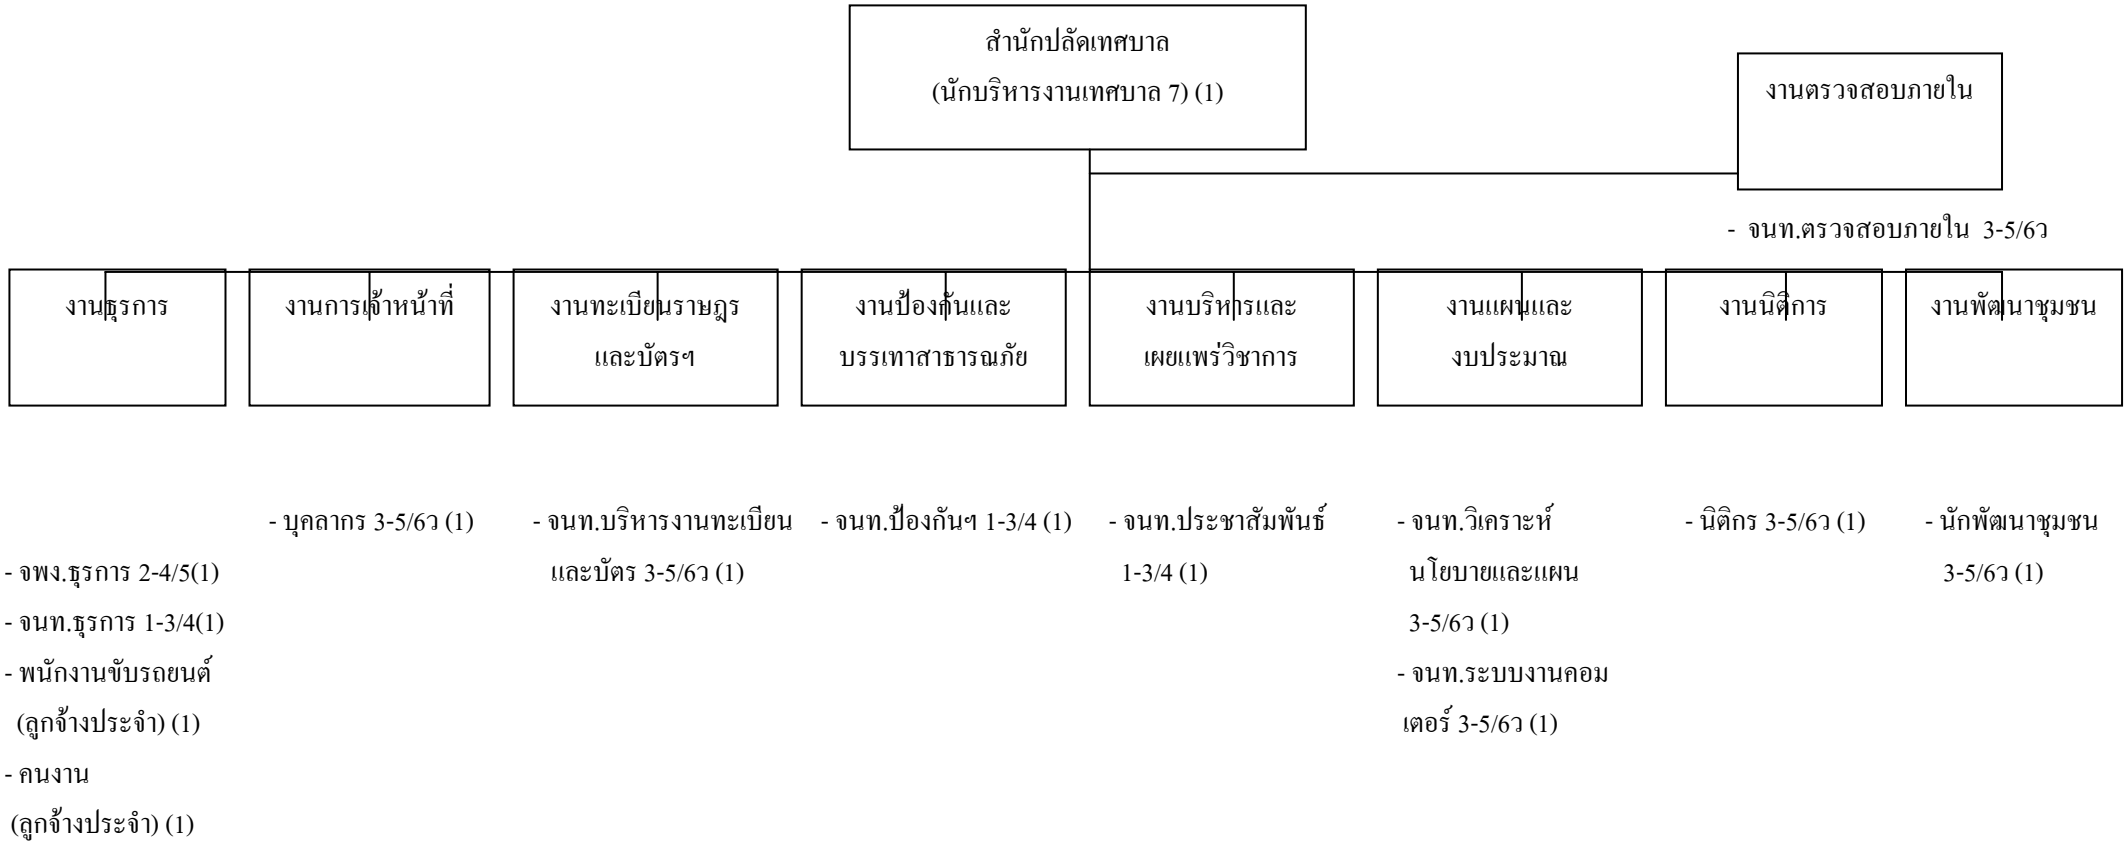 สำนักปลัดเทศบาล
(นักบริหารงานเทศบาล 7) (1)
งานตรวจสอบภายใน
- จนท.ตรวจสอบภายใน 3-5/6ว
งานธุรการ
งานการเจ้าหน้าที่
งานทะเบียนราษฎร
และบัตรฯ
งานป้องกันและ
บรรเทาสาธารณภัย
งานบริหารและ
เผยแพร่วิชาการ
งานแผนและ
งบประมาณ
งานนิติการ
งานพัฒนาชุมชน
- จพง.ธุรการ 2-4/5(1)
- จนท.ธุรการ 1-3/4(1)
- พนักงานขับรถยนต์
(ลูกจ้างประจำ) (1)
- คนงาน
(ลูกจ้างประจำ) (1)
- บุคลากร 3-5/6ว (1)
- จนท.บริหารงานทะเบียน
และบัตร 3-5/6ว (1)
- จนท.ป้องกันฯ 1-3/4 (1)
- จนท.ประชาสัมพันธ์
1-3/4 (1)
- จนท.วิเคราะห์
นโยบายและแผน
3-5/6ว (1)
- จนท.ระบบงานคอม
เตอร์ 3-5/6ว (1)
- นิติกร 3-5/6ว (1)
- นักพัฒนาชุมชน
3-5/6ว (1)